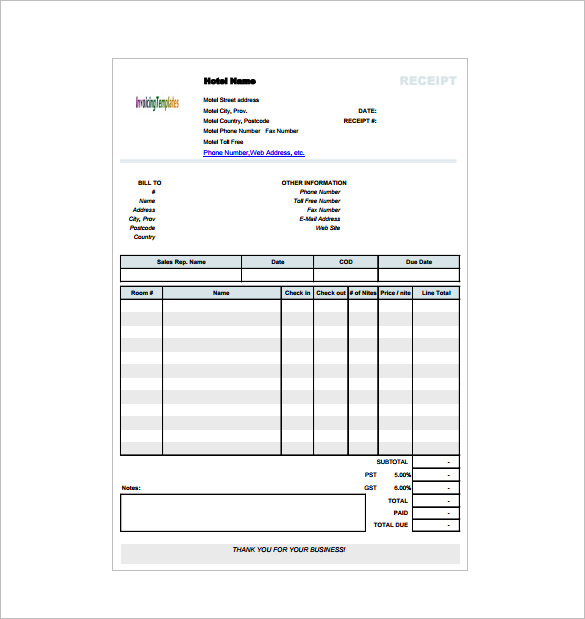 Hotel Name
RECEIPT
InvoicingTemplates
Motel Street address
Motel City, Prov.
DATE:
Motel Country, Postcode
RECEIPT #:
Motel Phone Number Fax Number
Motel Toll Free
Phone Number,Web Address, etc.
BILL TO
OTHER INFORMATION
#
Phone Number
Name
Toll Free Number
Address
Fax Number
City, Prov
E-Mail Address
Postcode
Web Site
Country
Sales Rep. Name Date COD Due Date
Room # Name Check in Check out # of Nites Price / nite Line Total
SUBTOTAL -
PST 5.00% -
Notes:
GST 6.00% -
TOTAL -
PAID -
TOTAL DUE -
THANK YOU FOR YOUR BUSINESS!